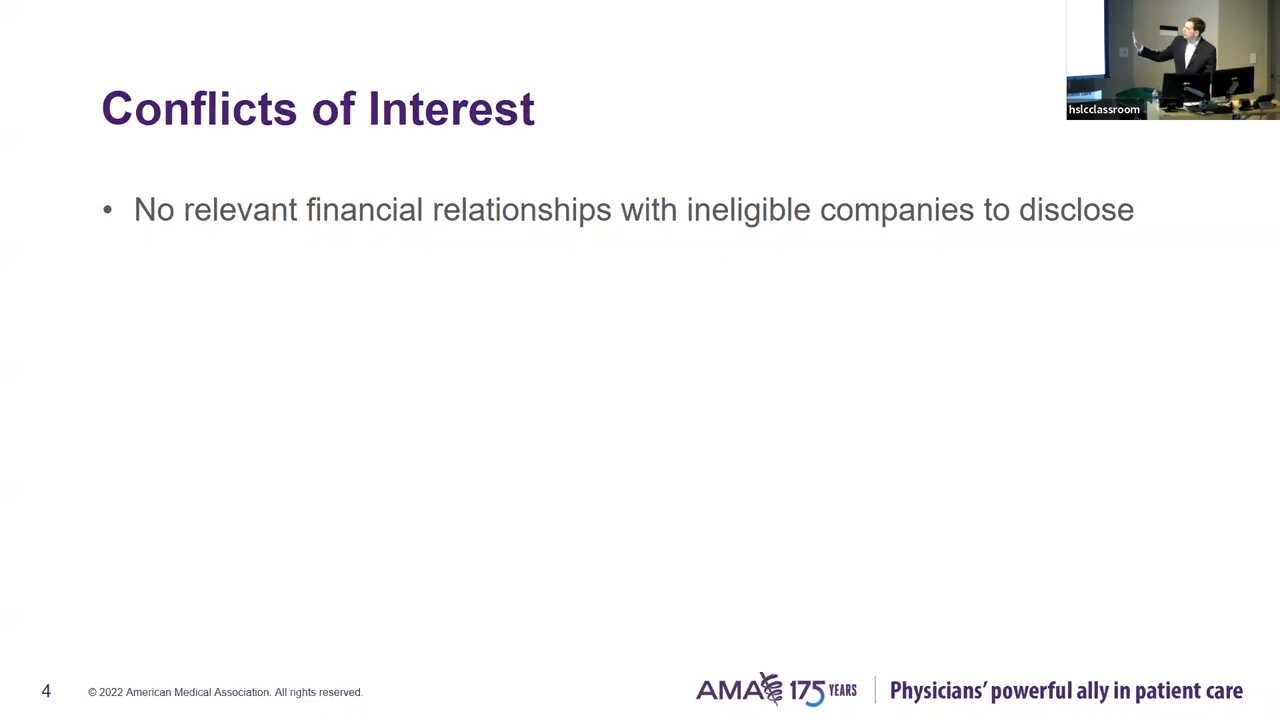 Conflicts of Interest
hslcclassroom
• No relevant financial relationships with ineligible companies to disclose
4
© 2022 American Medical Association. All rights reserved.
AMA 175 YEARS
Physicians’ powerful ally in patient care